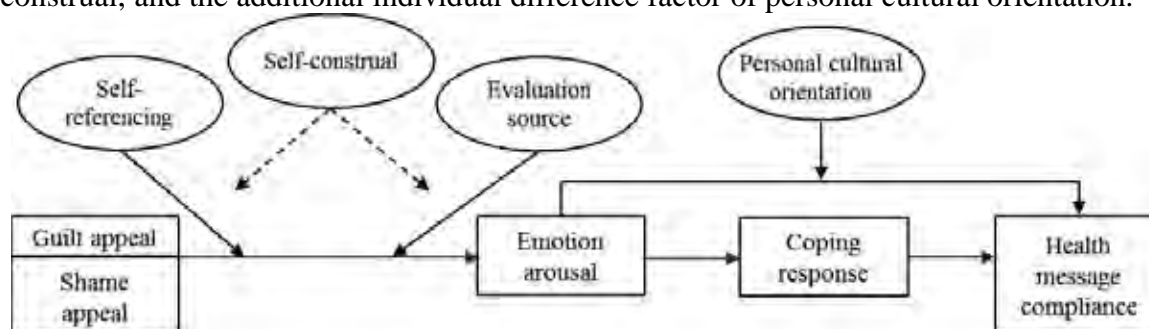 construal, and the additional individual difference factor of personal cultural orientation.
Self-construal
Self-
referencing
Evaluation
source
Personal cultural
orientation
Guilt appeal
Shame
appeal
Emotion
arousal
Coping
response
Health
message
compliance